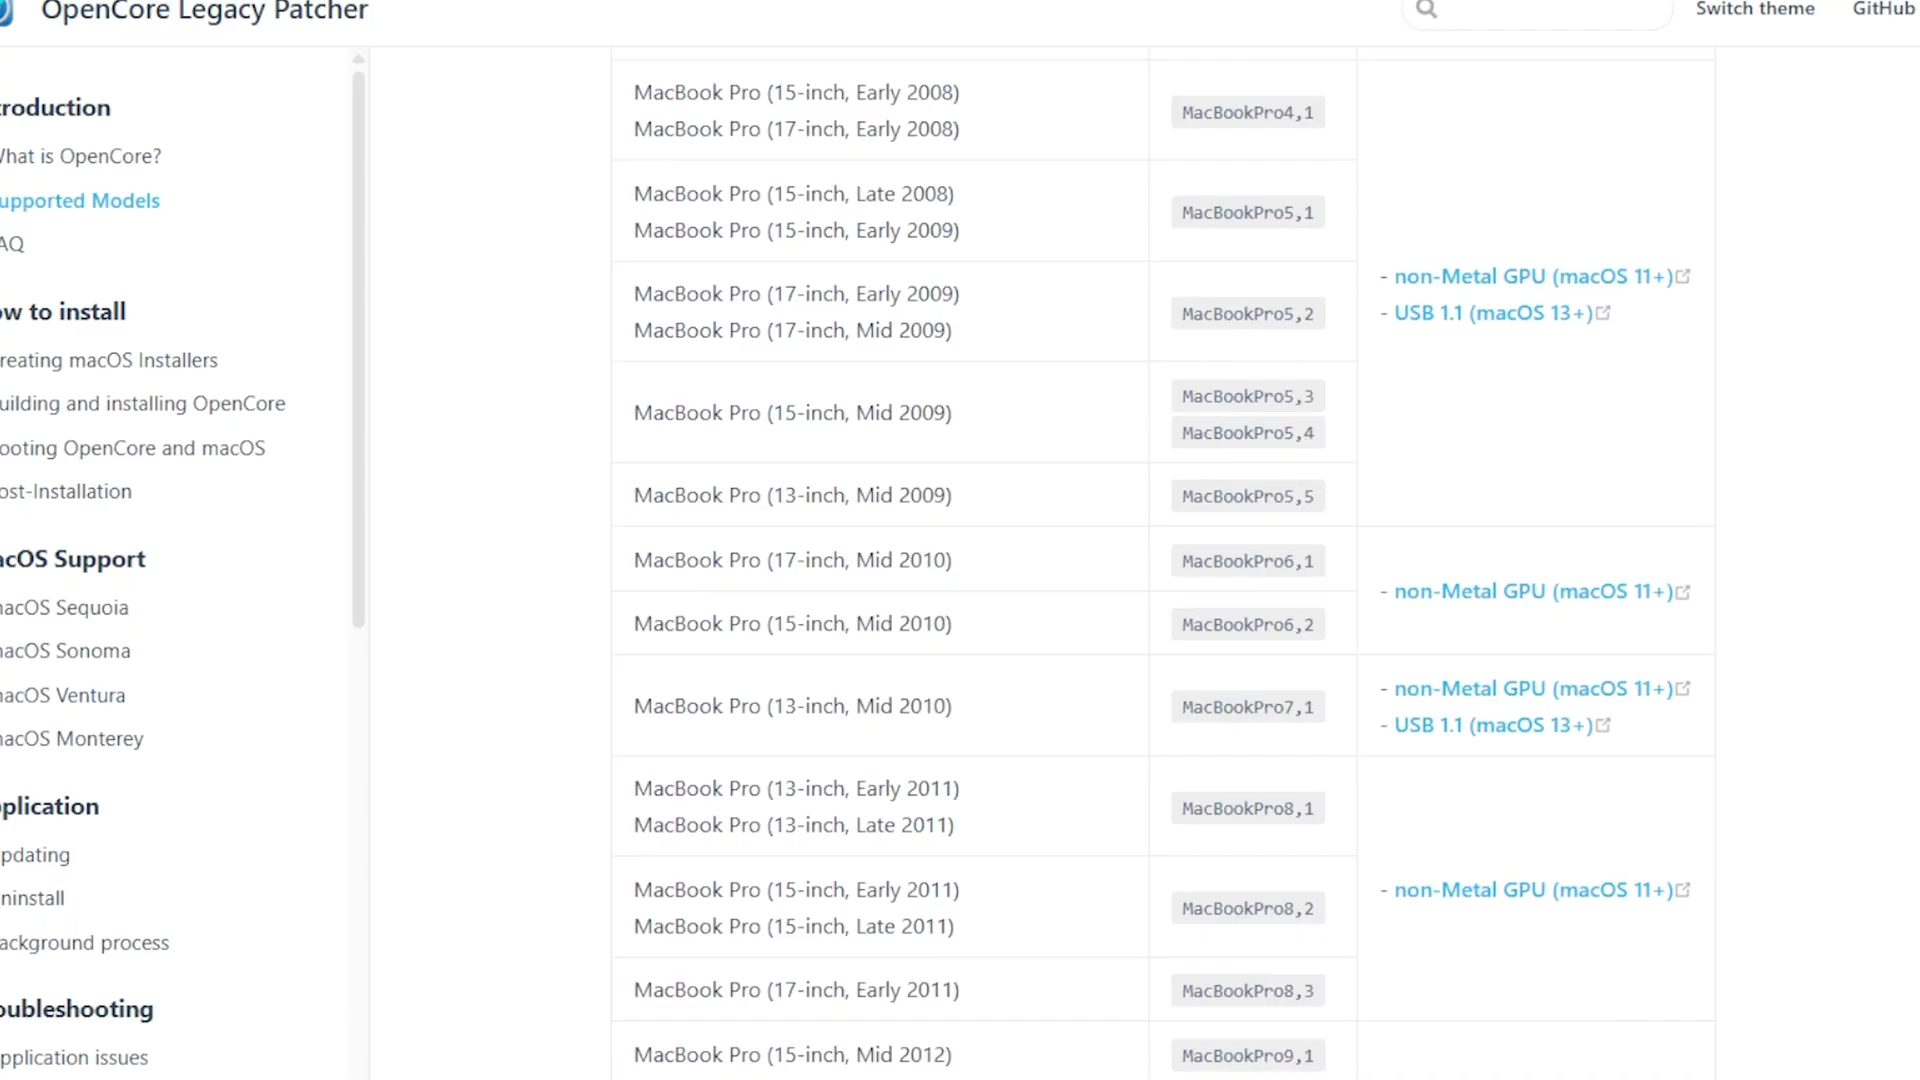 OpenCore Legacy Patcher
Switch theme
GitHub
troduction
What is OpenCore?
upported Models
AQ
ow to install
reating macOS Installers
uilding and installing OpenCore
ooting OpenCore and macOS
ost-Installation
acOS Support
macOS Sequoia
macOS Sonoma
macOS Ventura
macOS Monterey
pplication
pdating
ninstall
ackground process
oubleshooting
pplication issues
MacBook Pro (15-inch, Early 2008)
MacBook Pro (17-inch, Early 2008)
MacBookPro4,1
MacBook Pro (15-inch, Late 2008)
MacBook Pro (15-inch, Early 2009)
MacBookPro5,1
MacBook Pro (17-inch, Early 2009)
MacBook Pro (17-inch, Mid 2009)
MacBookPro5,2
- non-Metal GPU (macOS 11+)
- USB 1.1 (macOS 13+)
MacBook Pro (15-inch, Mid 2009)
MacBookPro5,3
MacBookPro5,4
MacBook Pro (13-inch, Mid 2009)
MacBookPro5,5
MacBook Pro (17-inch, Mid 2010)
MacBookPro6,1
- non-Metal GPU (macOS 11+)
MacBook Pro (15-inch, Mid 2010)
MacBookPro6,2
MacBook Pro (13-inch, Mid 2010)
MacBookPro7,1
- non-Metal GPU (macOS 11+)
- USB 1.1 (macOS 13+)
MacBook Pro (13-inch, Early 2011)
MacBook Pro (13-inch, Late 2011)
MacBookPro8,1
MacBook Pro (15-inch, Early 2011)
MacBook Pro (15-inch, Late 2011)
MacBookPro8,2
- non-Metal GPU (macOS 11+)
MacBook Pro (17-inch, Early 2011)
MacBookPro8,3
MacBook Pro (15-inch, Mid 2012)
MacBookPro9,1